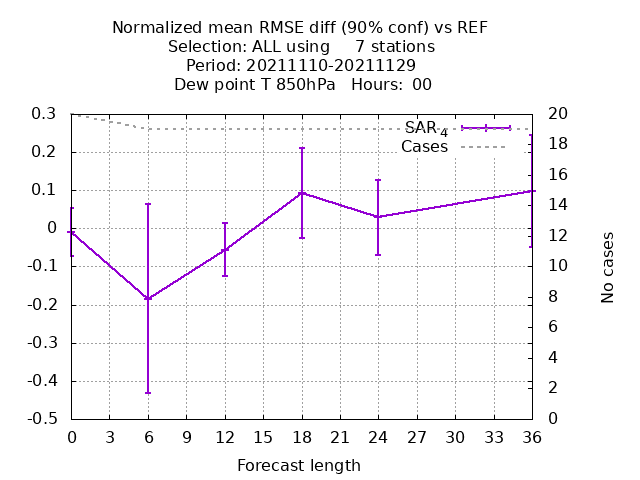 Normalized mean RMSE diff (90% conf) vs REF
Selection: ALL using     7 stations
Period: 20211110-20211129
Dew point T 850hPa   Hours: 00
0.3
0.2
0.1
0
-0.1
-0.2
-0.3
-0.4
-0.5
SAR_4
Cases
20
18
16
14
12
10
8
6
4
2
0
No cases
0 3 6 9 12 15 18 21 24 27 30 33 36
Forecast length